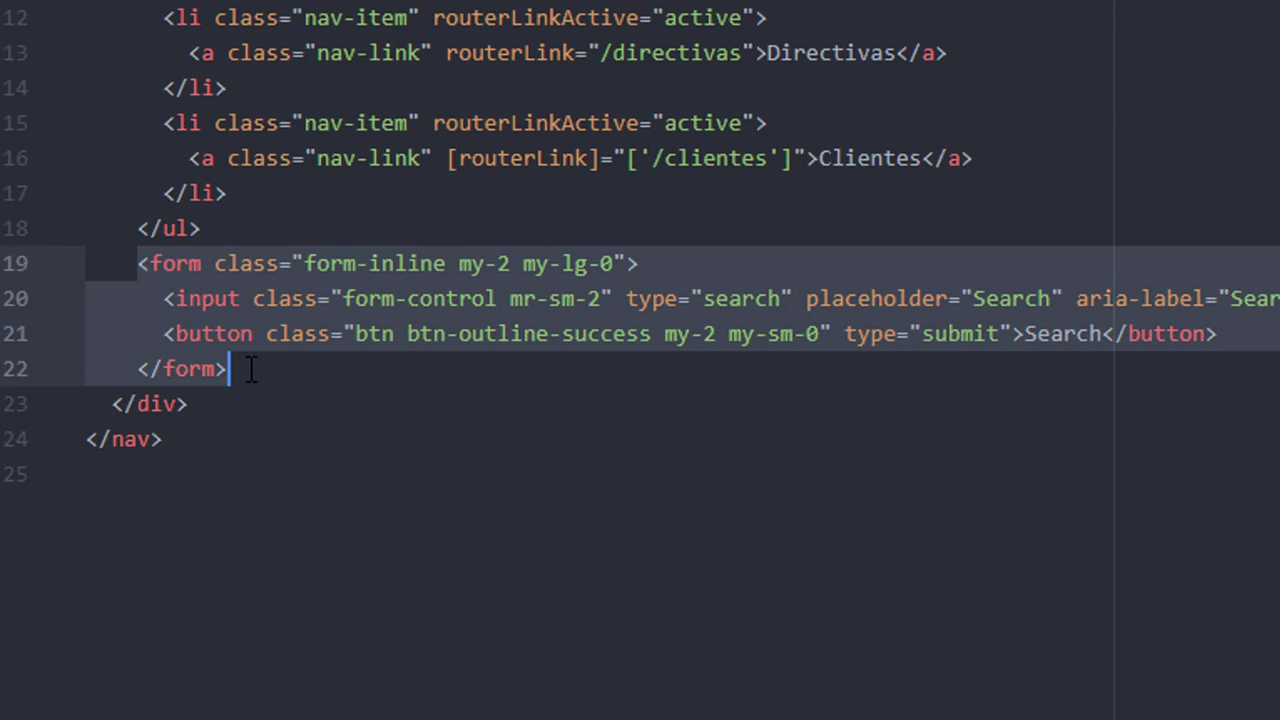 12 <li class="nav-item" routerLinkActive="active">
13 <a class="nav-link" routerLink="/directivas">Directivas</a>
14 </li>
15 <li class="nav-item" routerLinkActive="active">
16 <a class="nav-link" [routerLink]="['/clientes']">Clientes</a>
17 </li>
18 </ul>
19 <form class="form-inline my-2 my-lg-0">
20 <input class="form-control mr-sm-2" type="search" placeholder="Search" aria-label="Sear
21 <button class="btn btn-outline-success my-2 my-sm-0" type="submit">Search</button>
22 </form>
23 </div>
24 </nav>
25